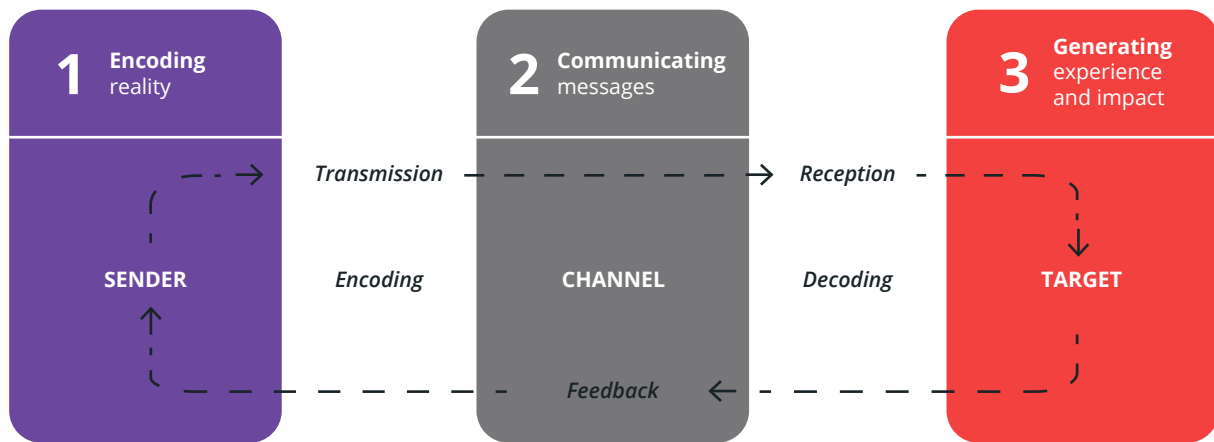 1
Encoding
reality
2
Communicating
messages
3
Generating
experience
and impact
Transmission
Reception
SENDER
Encoding
CHANNEL
Decoding
TARGET
Feedback